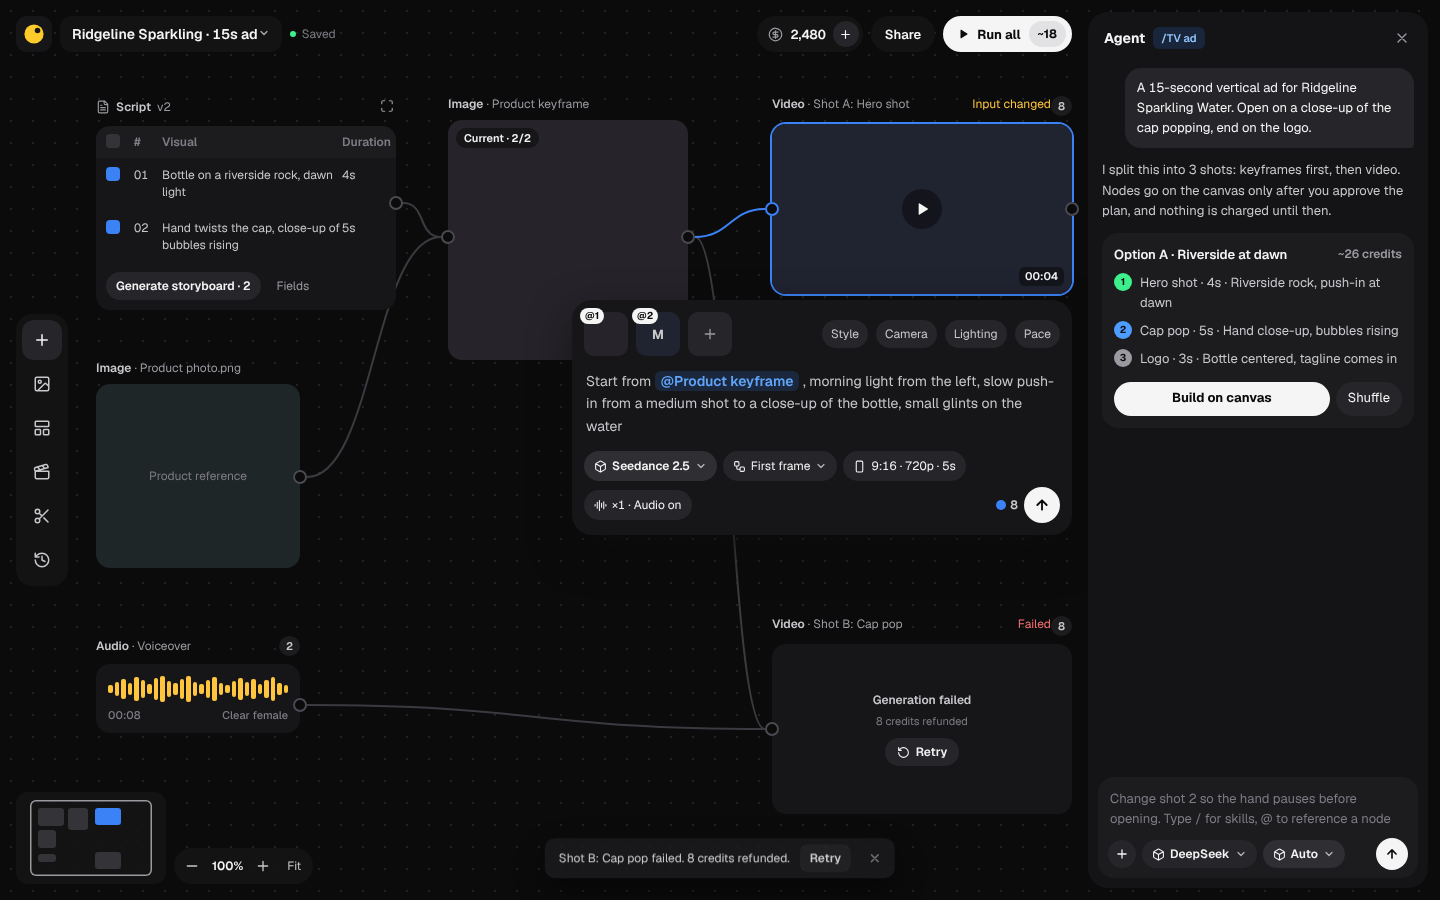 Ridgeline Sparkling · 15s ad
Saved
2,480
Share
Run all ~18
Script v2
# Visual Duration
01 Bottle on a riverside rock, dawn light 4s
02 Hand twists the cap, close-up of bubbles rising 5s
Generate storyboard · 2 Fields
Image · Product keyframe
Current · 2/2
Video · Shot A: Hero shot Input changed 8
00:04
@1 @2 M
Style Camera Lighting Pace
Start from @Product keyframe , morning light from the left, slow push-
in from a medium shot to a close-up of the bottle, small glints on the
water
Seedance 2.5 First frame 9:16 · 720p · 5s
×1 · Audio on 8
Image · Product photo.png
Product reference
Audio · Voiceover 2
00:08 Clear female
Video · Shot B: Cap pop Failed 8
Generation failed
8 credits refunded
Retry
100% Fit
Shot B: Cap pop failed. 8 credits refunded. Retry
Agent /TV ad
A 15-second vertical ad for Ridgeline
Sparkling Water. Open on a close-up of the
cap popping, end on the logo.
I split this into 3 shots: keyframes first, then video.
Nodes go on the canvas only after you approve the
plan, and nothing is charged until then.
Option A · Riverside at dawn ~26 credits
1 Hero shot · 4s · Riverside rock, push-in at
dawn
2 Cap pop · 5s · Hand close-up, bubbles rising
3 Logo · 3s · Bottle centered, tagline comes in
Build on canvas Shuffle
Change shot 2 so the hand pauses before
opening. Type / for skills, @ to reference a node
DeepSeek Auto